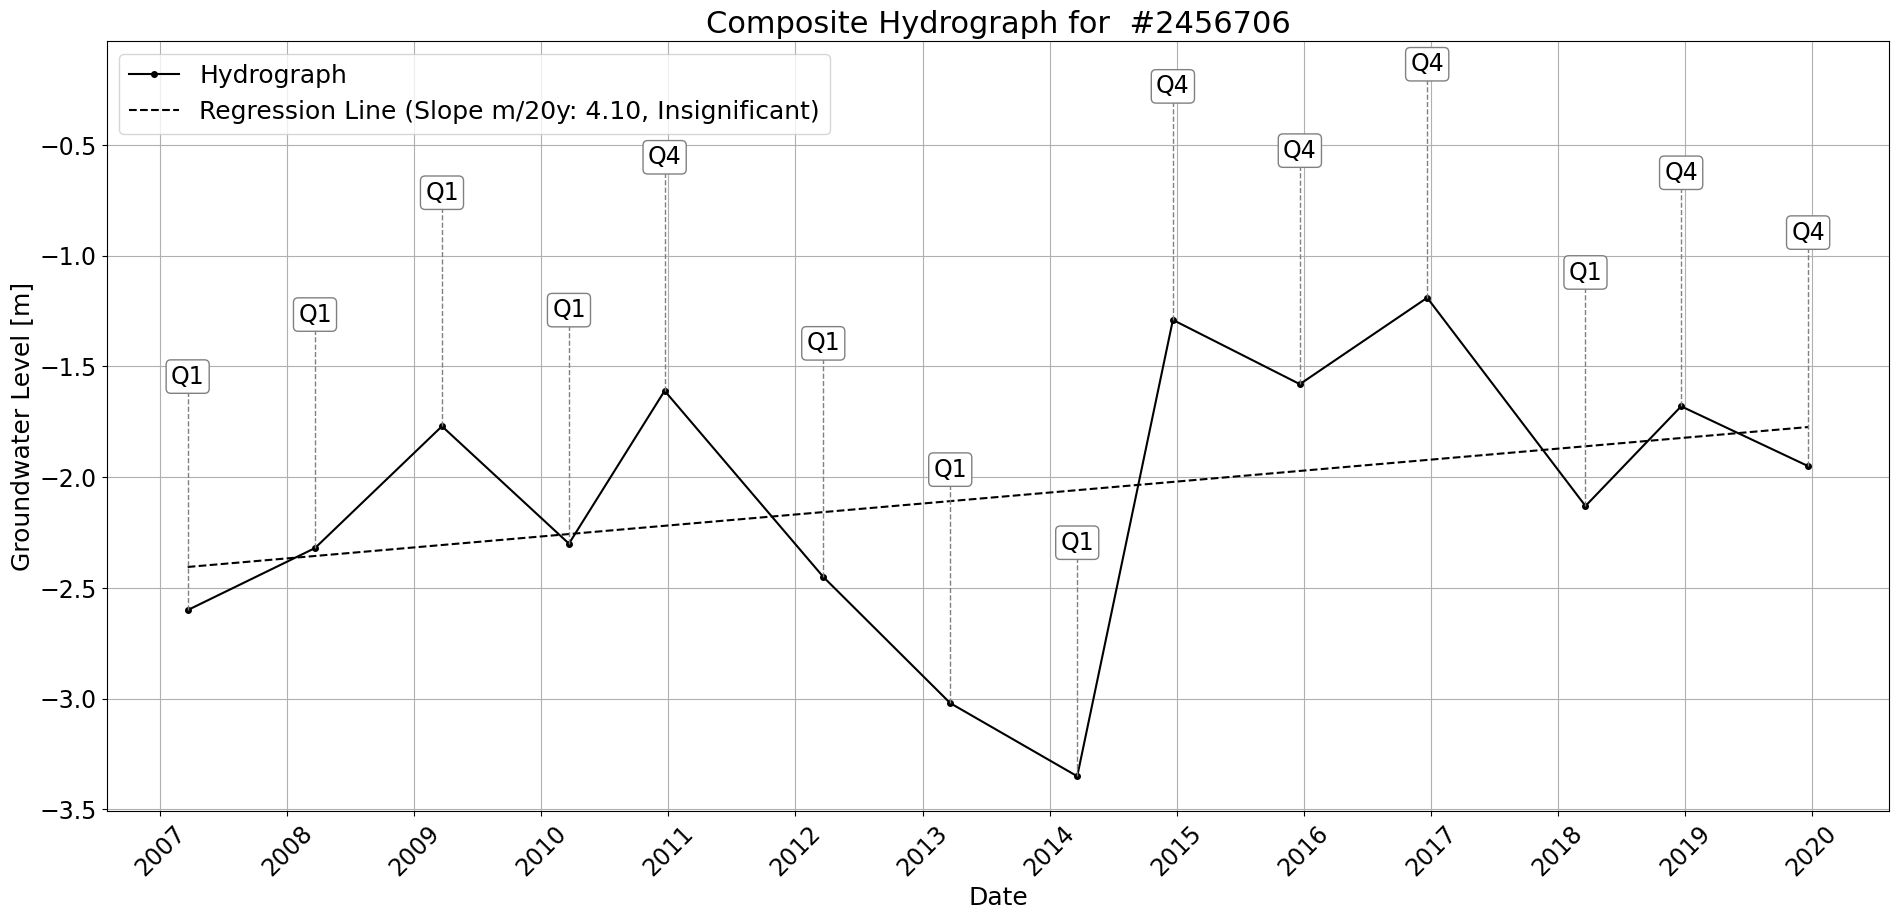 Composite Hydrograph for  #2456706
Hydrograph
Regression Line (Slope m/20y: 4.10, Insignificant)
Groundwater Level [m]
−0.5
−1.0
−1.5
−2.0
−2.5
−3.0
−3.5
Q1
Q1
Q1
Q1
Q4
Q1
Q1
Q1
Q4
Q4
Q4
Q1
Q4
Q4
2007
2008
2009
2010
2011
2012
2013
2014
2015
2016
2017
2018
2019
2020
Date